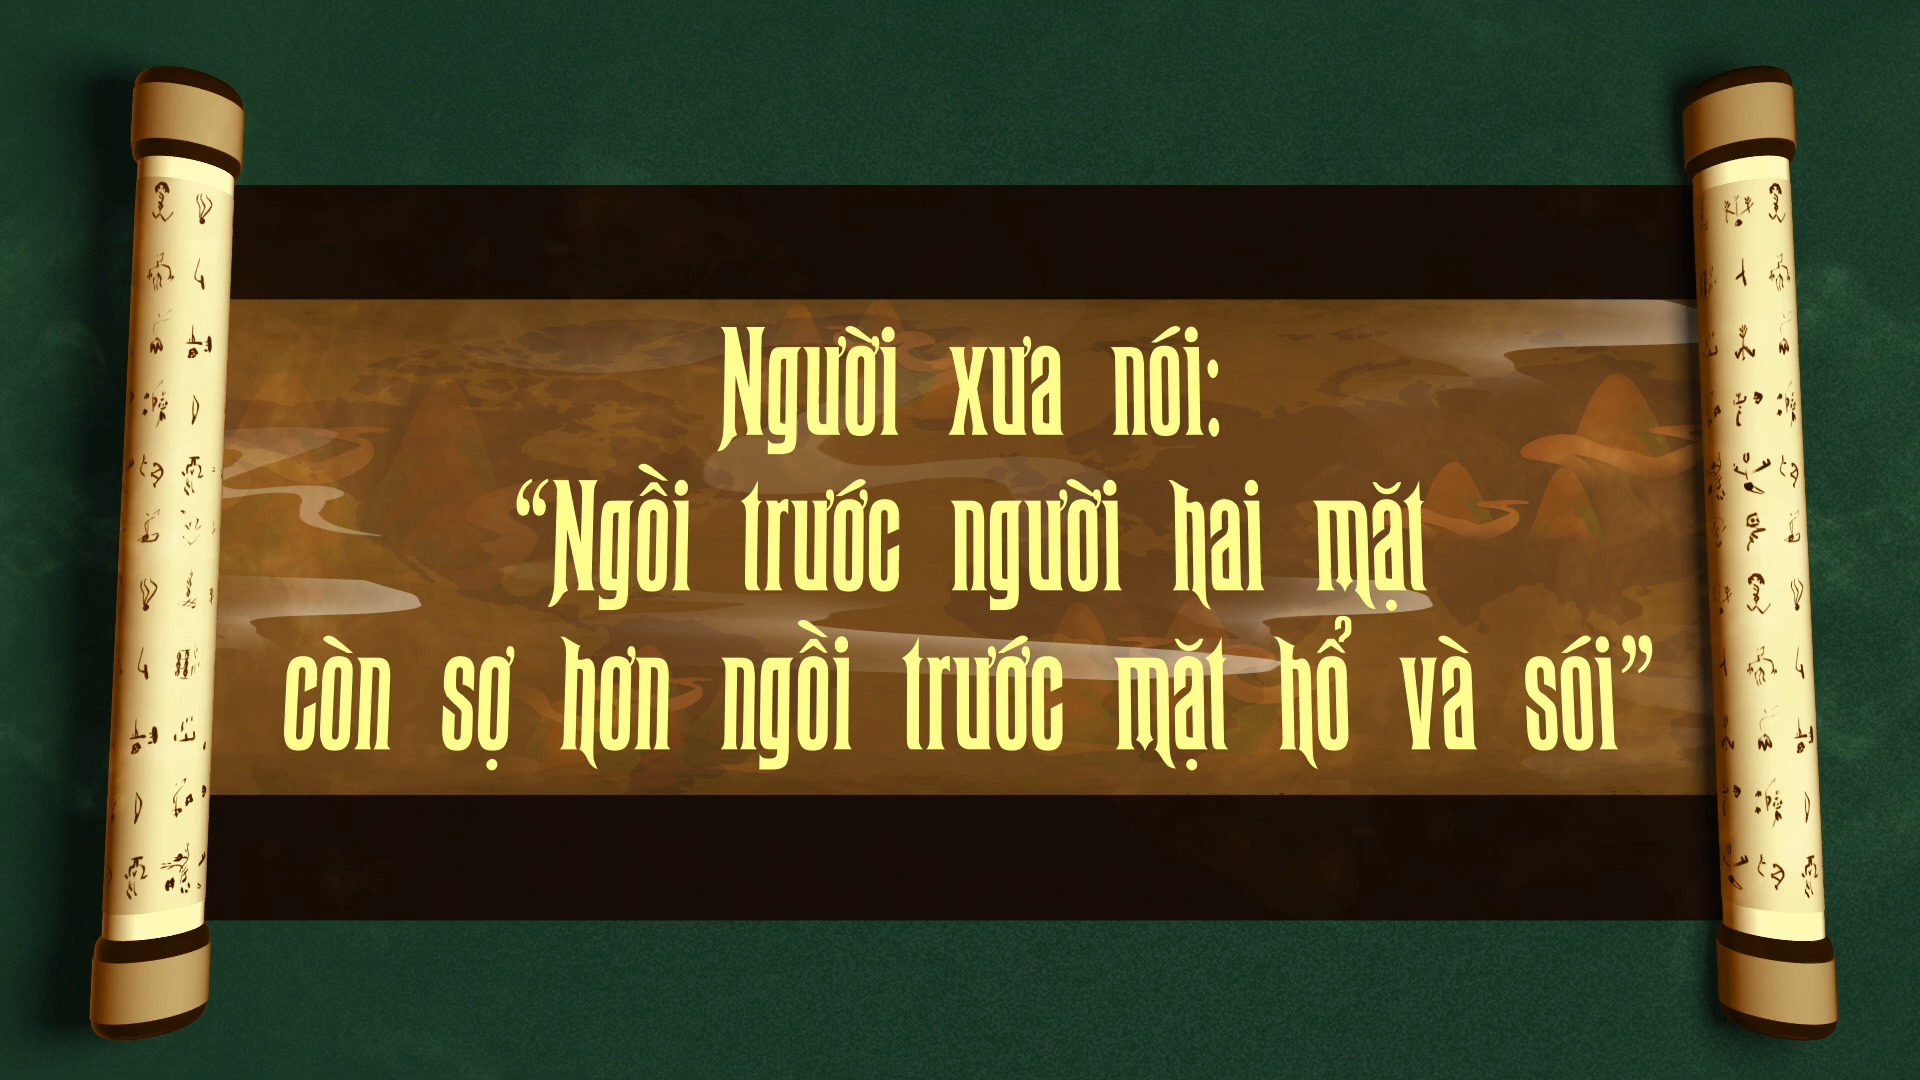 Người xưa nói:
“Ngồi trước người hai mặt
còn sợ hơn ngồi trước mặt hổ và sói”